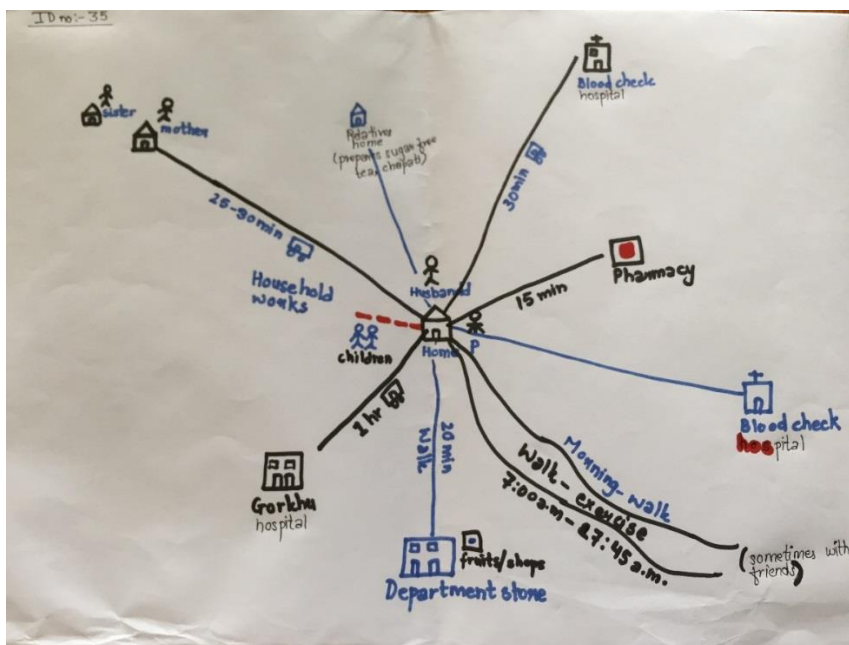 ID no:- 35
sister
mother
Relatives
home
(prepare sugar free
tea, chapati)
Blood check
hospital
25-30min
30min
Household
works
Husband
15 min
Pharmacy
children
Home
P
1 hr
20 min
Walk
Blood check
hospital
Gorkha
hospital
Morning-walk
Walk-exercise
7:00a.m-
7:45 a.m.
(sometimes with
friends)
fruits/shops
Department store